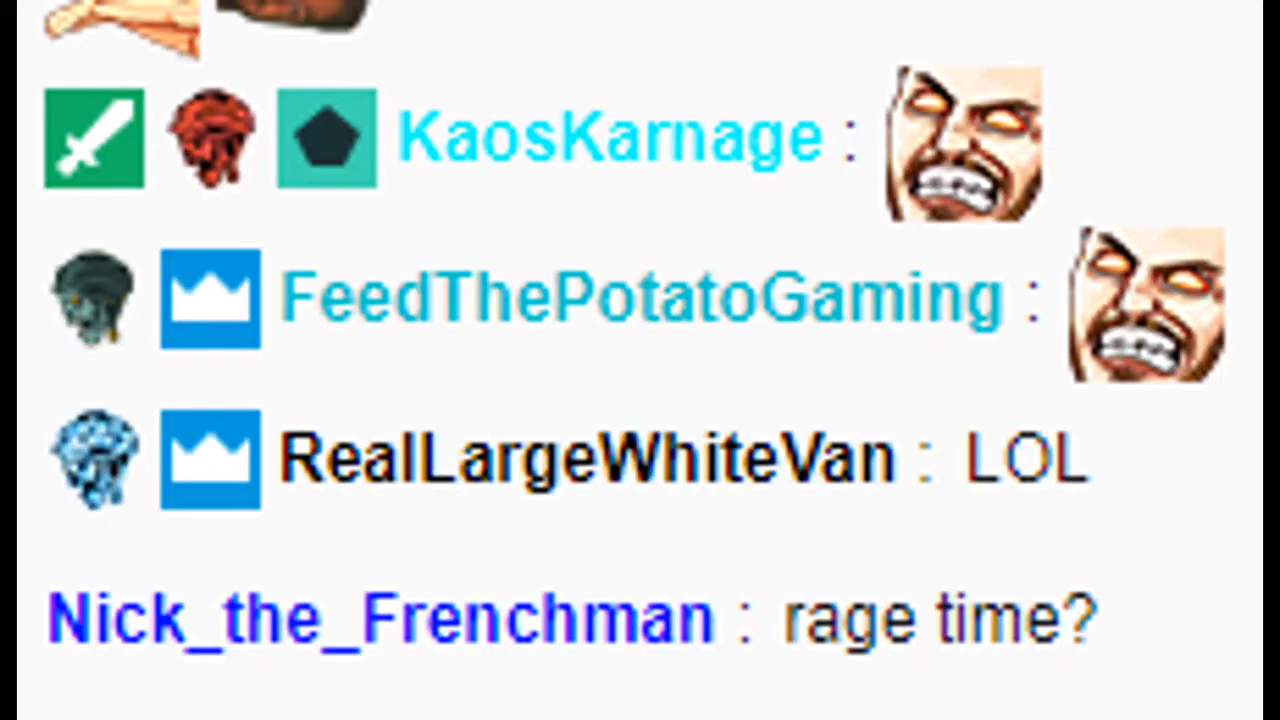 KaosKarnage :
FeedThePotatoGaming :
RealLargeWhiteVan : LOL
Nick_the_Frenchman : rage time?